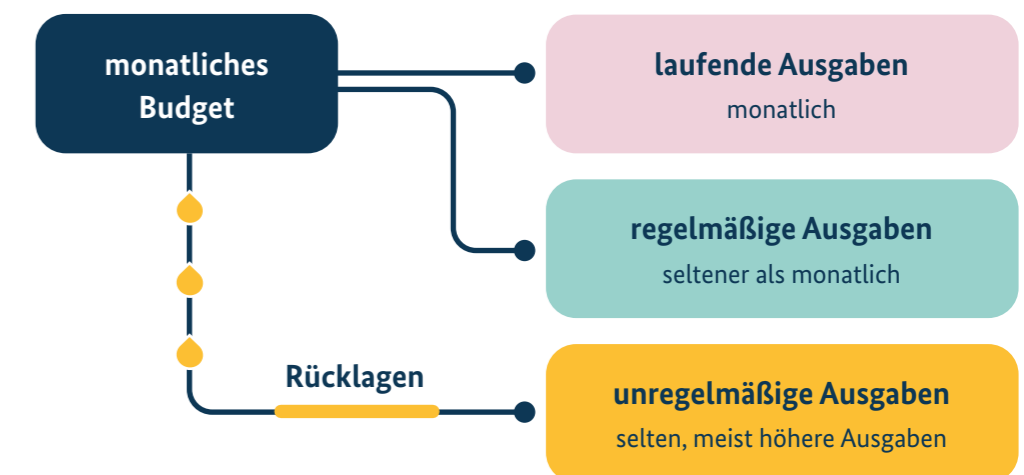 monatliches
Budget
laufende Ausgaben
monatlich
regelmäßige Ausgaben
seltener als monatlich
Rücklagen
unregelmäßige Ausgaben
selten, meist höhere Ausgaben